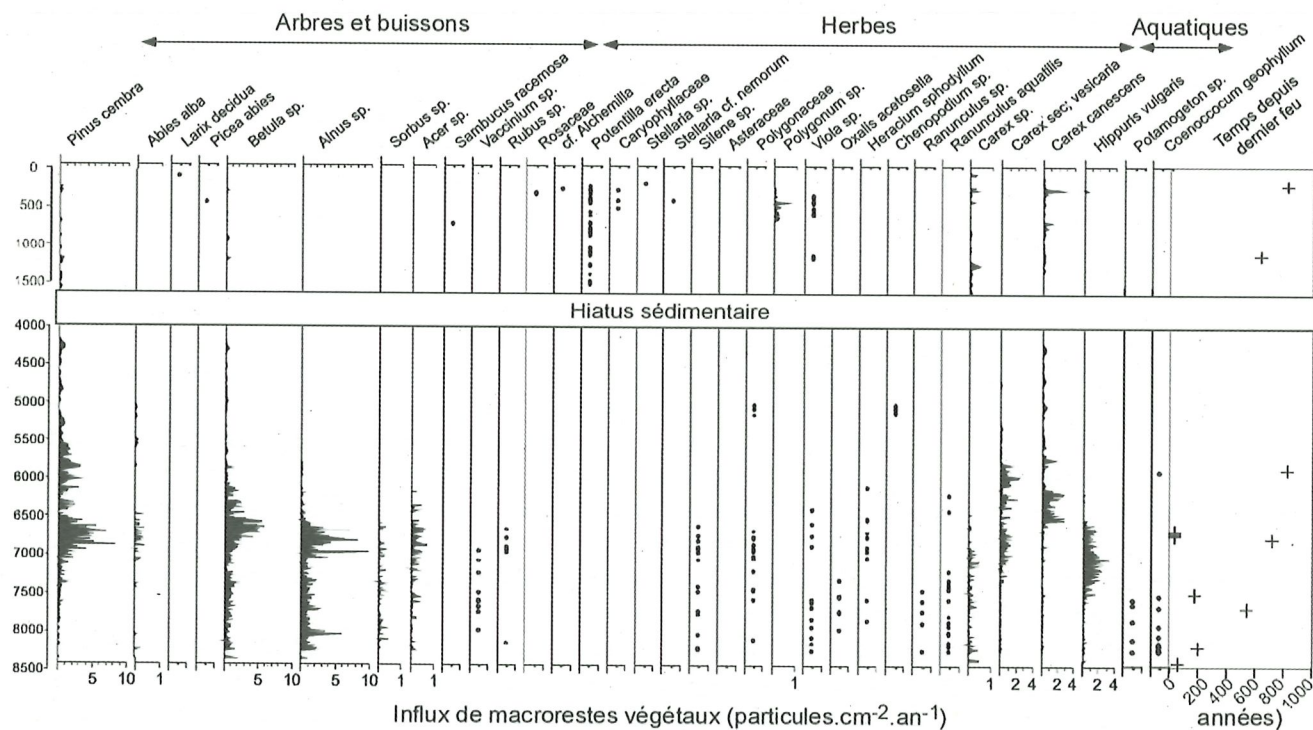 Arbres et buissons
Herbes
Aquatiques
Pinus cembra
Abies alba
Larix decidua
Picea abies
Betula sp.
Alnus sp.
Sorbus sp.
Acer sp.
Sambucus racemosa
Vaccinium sp.
Rubus sp.
Rosaceae
cf. Alchemilla
Potentilla erecta
Caryophyllaceae
Stellaria sp.
Stellaria cf. nemorum
Silene sp.
Asteraceae
Polygonaceae
Polygonum sp.
Viola sp.
Oxalis acetosella
Heracleum sphodyllum
Chenopodium sp.
Ranunculus sp.
Ranunculus aquatilis
Carex sp.
Carex sec; vesicaria
Carex canescens
Hippuris vulgaris
Potamogeton sp.
Coenoccocum geophyllum
Temps depuis
dernier feu
0
500
1000
1500
Hiatus sédimentaire
4000
4500
5000
5500
6000
6500
7000
7500
8000
8500
5 10 1 5 10 5 10 1 1 1 1 2 4 2 4 2 4 0 200 400 600 800 1000
Influx de macrorestes végétaux (particules.cm-2.an-1)
années)